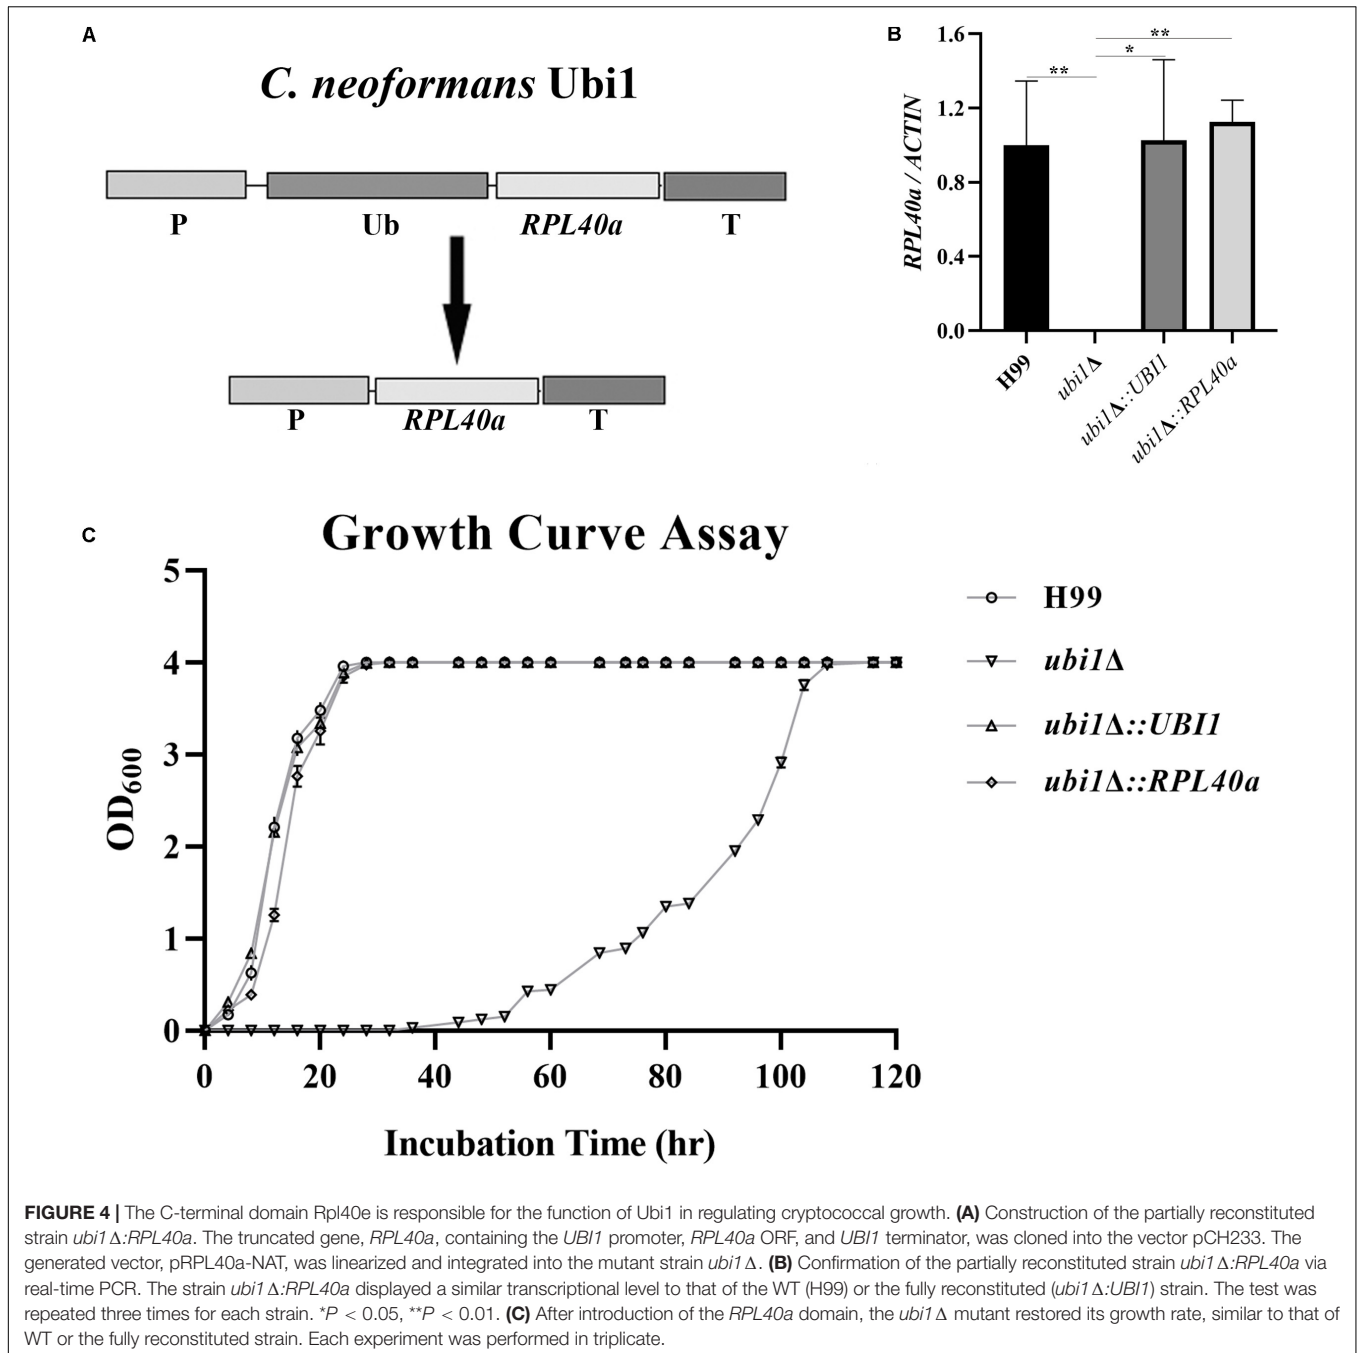 A
C. neoformans Ubi1
P
Ub
RPL40a
T
P
RPL40a
T
B
RPL40a / ACTIN
1.6
1.2
0.8
0.4
0.0
**
*
**
H99
ubi1Δ
ubi1Δ::UBI1
ubi1Δ::RPL40a
C
Growth Curve Assay
OD600
5
4
3
2
1
0
0 20 40 60 80 100 120
Incubation Time (hr)
H99
ubi1Δ
ubi1Δ::UBI1
ubi1Δ::RPL40a
FIGURE 4 | The C-terminal domain Rpl40e is responsible for the function of Ubi1 in regulating cryptococcal growth. (A) Construction of the partially reconstituted
strain ubi1Δ:RPL40a. The truncated gene, RPL40a, containing the UBI1 promoter, RPL40a ORF, and UBI1 terminator, was cloned into the vector pCH233. The
generated vector, pRPL40a-NAT, was linearized and integrated into the mutant strain ubi1Δ. (B) Confirmation of the partially reconstituted strain ubi1Δ:RPL40a via
real-time PCR. The strain ubi1Δ:RPL40a displayed a similar transcriptional level to that of the WT (H99) or the fully reconstituted (ubi1Δ:UBI1) strain. The test was
repeated three times for each strain. *P < 0.05, **P < 0.01. (C) After introduction of the RPL40a domain, the ubi1Δ mutant restored its growth rate, similar to that of
WT or the fully reconstituted strain. Each experiment was performed in triplicate.